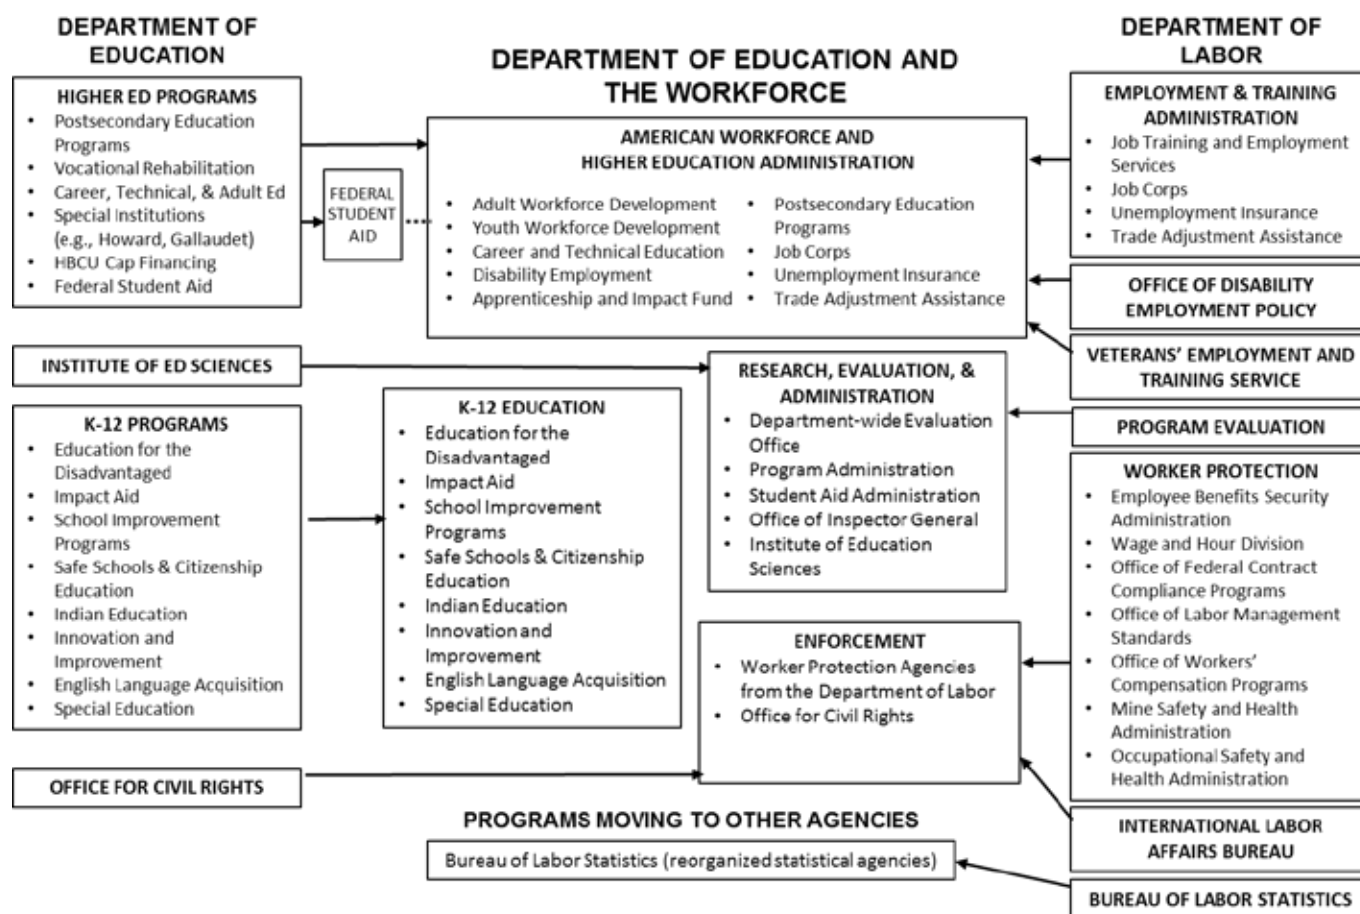 DEPARTMENT OF
EDUCATION
HIGHER ED PROGRAMS
• Postsecondary Education
Programs
• Vocational Rehabilitation
• Career, Technical, & Adult Ed
• Special Institutions
(e.g., Howard, Gallaudet)
• HBCU Cap Financing
• Federal Student Aid
FEDERAL
STUDENT
AID
INSTITUTE OF ED SCIENCES
K-12 PROGRAMS
• Education for the
Disadvantaged
• Impact Aid
• School Improvement
Programs
• Safe Schools & Citizenship
Education
• Indian Education
• Innovation and
Improvement
• English Language Acquisition
• Special Education
OFFICE FOR CIVIL RIGHTS
DEPARTMENT OF EDUCATION AND
THE WORKFORCE
AMERICAN WORKFORCE AND
HIGHER EDUCATION ADMINISTRATION
• Adult Workforce Development
• Youth Workforce Development
• Career and Technical Education
• Disability Employment
• Apprenticeship and Impact Fund
• Postsecondary Education
Programs
• Job Corps
• Unemployment Insurance
• Trade Adjustment Assistance
K-12 EDUCATION
• Education for the
Disadvantaged
• Impact Aid
• School Improvement
Programs
• Safe Schools & Citizenship
Education
• Indian Education
• Innovation and
Improvement
• English Language Acquisition
• Special Education
RESEARCH, EVALUATION, &
ADMINISTRATION
• Department-wide Evaluation
Office
• Program Administration
• Student Aid Administration
• Office of Inspector General
• Institute of Education
Sciences
ENFORCEMENT
• Worker Protection Agencies
from the Department of Labor
• Office for Civil Rights
PROGRAMS MOVING TO OTHER AGENCIES
Bureau of Labor Statistics (reorganized statistical agencies)
DEPARTMENT OF
LABOR
EMPLOYMENT & TRAINING
ADMINISTRATION
• Job Training and Employment
Services
• Job Corps
• Unemployment Insurance
• Trade Adjustment Assistance
OFFICE OF DISABILITY
EMPLOYMENT POLICY
VETERANS' EMPLOYMENT AND
TRAINING SERVICE
PROGRAM EVALUATION
WORKER PROTECTION
• Employee Benefits Security
Administration
• Wage and Hour Division
• Office of Federal Contract
Compliance Programs
• Office of Labor Management
Standards
• Office of Workers'
Compensation Programs
• Mine Safety and Health
Administration
• Occupational Safety and
Health Administration
INTERNATIONAL LABOR
AFFAIRS BUREAU
BUREAU OF LABOR STATISTICS